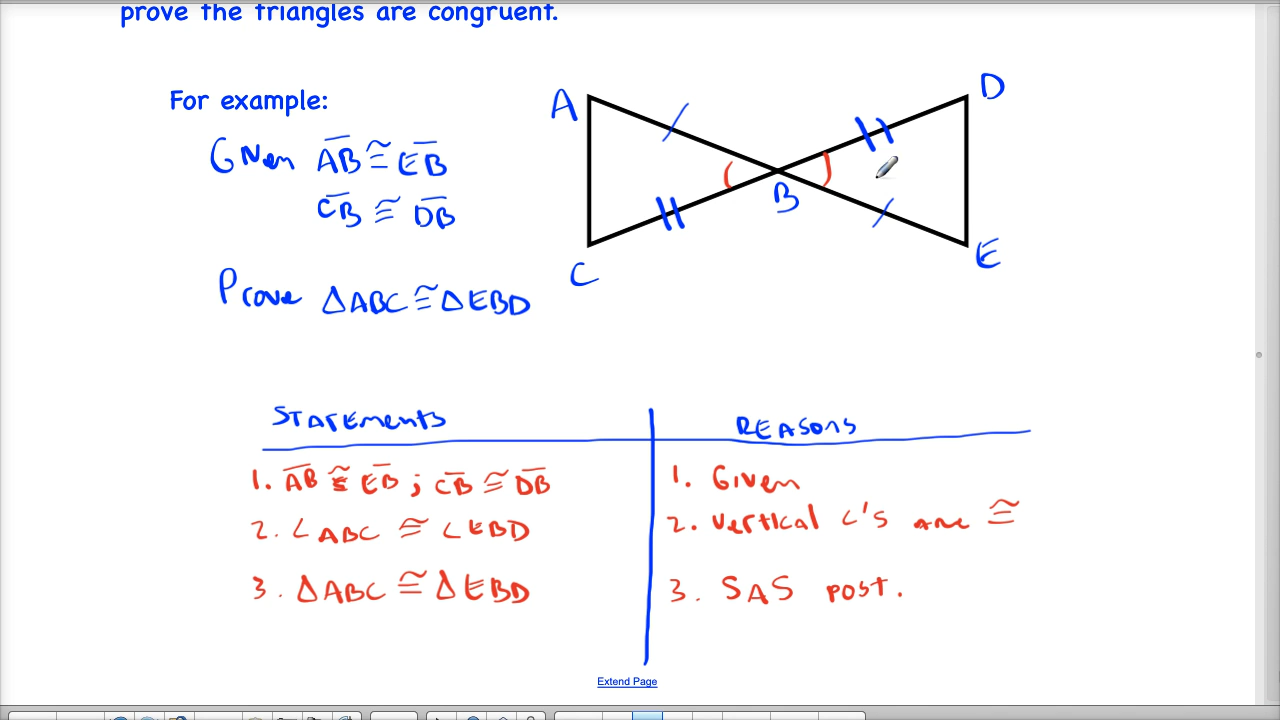 prove the triangles are congruent.
For example:
Given AB ≅ EB
CB ≅ DB
Prove ΔABC ≅ ΔEBD
A
D
B
C
E
STATEMENTS
REASONS
1. AB ≅ EB ; CB ≅ DB
1. Given
2. ∠ABC ≅ ∠EBD
2. Vertical ∠'S are ≅
3. ΔABC ≅ ΔEBD
3. SAS post.
Extend Page